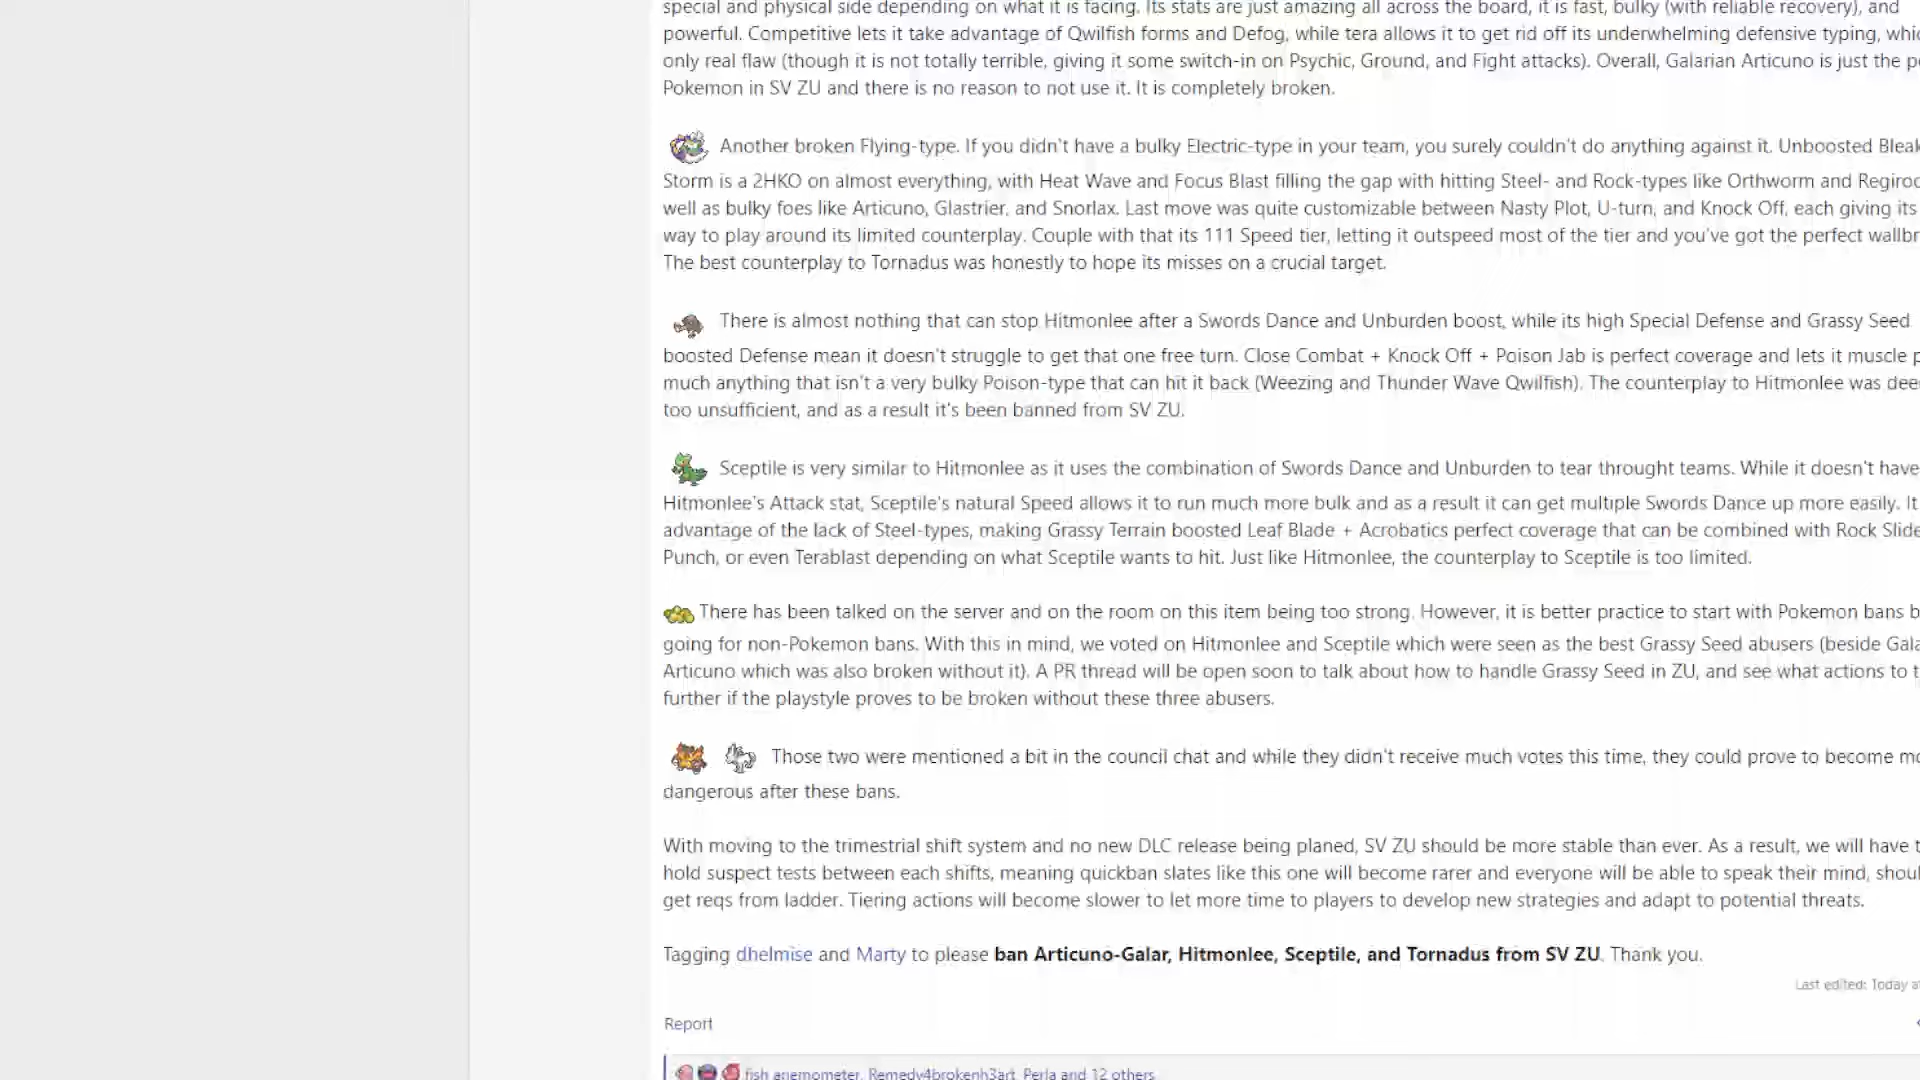 special and physical side depending on what it is facing. Its stats are just amazing all across the board, it is fast, bulky (with reliable recovery), and
powerful. Competitive lets it take advantage of Qwilfish forms and Defog, while tera allows it to get rid off its underwhelming defensive typing,
only real flaw (though it is not totally terrible, giving it some switch-in on Psychic, Ground, and Fight attacks). Overall, Galarian Articuno is just the
Pokemon in SV ZU and there is no reason to not use it. It is completely broken.
Another broken Flying-type. If you didn't have a bulky Electric-type in your team, you surely couldn't do anything against it. Unboosted
Storm is a 2HKO on almost everything, with Heat Wave and Focus Blast filling the gap with hitting Steel- and Rock-types like Orthworm and
well as bulky foes like Articuno, Glastrier, and Snorlax. Last move was quite customizable between Nasty Plot, U-turn, and Knock Off, each giving its
way to play around its limited counterplay. Couple with that its 111 Speed tier, letting it outspeed most of the tier and you've got the perfect
The best counterplay to Tornadus was honestly to hope its misses on a crucial target.
There is almost nothing that can stop Hitmonlee after a Swords Dance and Unburden boost, while its high Special Defense and Grassy Seed
boosted Defense mean it doesn't struggle to get that one free turn. Close Combat + Knock Off + Poison Jab is perfect coverage and lets it muscle
much anything that isn't a very bulky Poison-type that can hit it back (Weezing and Thunder Wave Qwilfish). The counterplay to Hitmonlee was
too unsufficient, and as a result it's been banned from SV ZU.
Sceptile is very similar to Hitmonlee as it uses the combination of Swords Dance and Unburden to tear throught teams. While it doesn't have
Hitmonlee's Attack stat, Sceptile's natural Speed allows it to run much more bulk and as a result it can get multiple Swords Dance up more easily. It
advantage of the lack of Steel-types, making Grassy Terrain boosted Leaf Blade + Acrobatics perfect coverage that can be combined with Rock Slide
Punch, or even Terablast depending on what Sceptile wants to hit. Just like Hitmonlee, the counterplay to Sceptile is too limited.
There has been talked on the server and on the room on this item being too strong. However, it is better practice to start with Pokemon bans
going for non-Pokemon bans. With this in mind, we voted on Hitmonlee and Sceptile which were seen as the best Grassy Seed abusers (beside
Articuno which was also broken without it). A PR thread will be open soon to talk about how to handle Grassy Seed in ZU, and see what actions to
further if the playstyle proves to be broken without these three abusers.
Those two were mentioned a bit in the council chat and while they didn't receive much votes this time, they could prove to become
dangerous after these bans.
With moving to the trimestrial shift system and no new DLC release being planed, SV ZU should be more stable than ever. As a result, we will have
hold suspect tests between each shifts, meaning quickban slates like this one will become rarer and everyone will be able to speak their mind,
get reqs from ladder. Tiering actions will become slower to let more time to players to develop new strategies and adapt to potential threats.
Tagging dhelmise and Marty to please ban Articuno-Galar, Hitmonlee, Sceptile, and Tornadus from SV ZU. Thank you.
Last edited: Today
Report
fish anemometer, Remedy4brokenh3art, Perla and 12 others